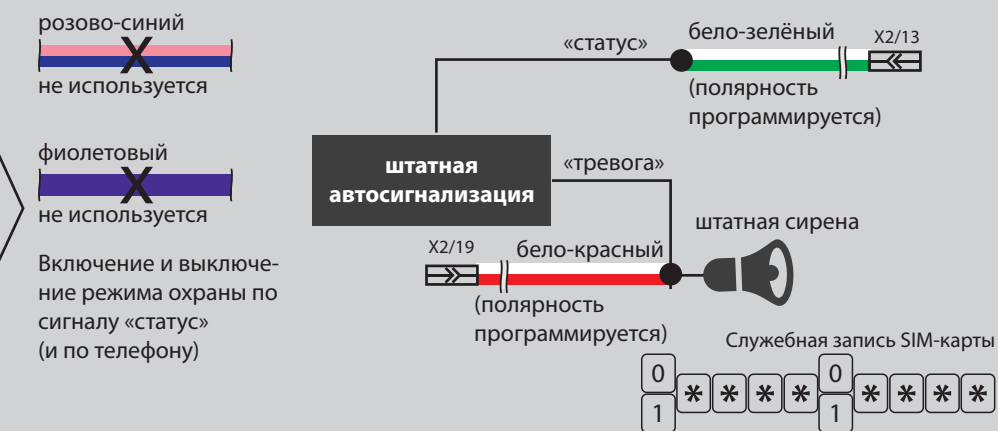 розово-синий
не используется
фиолетовый
не используется
Включение и выключе-
ние режима охраны по
сигналу «статус»
(и по телефону)
«статус»
бело-зелёный
X2/13
(полярность
программируется)
штатная
автосигнализация
«тревога»
штатная сирена
X2/19
бело-красный
(полярность
программируется)
Служебная запись SIM-карты
0 0
* * * * * * * *
1 1